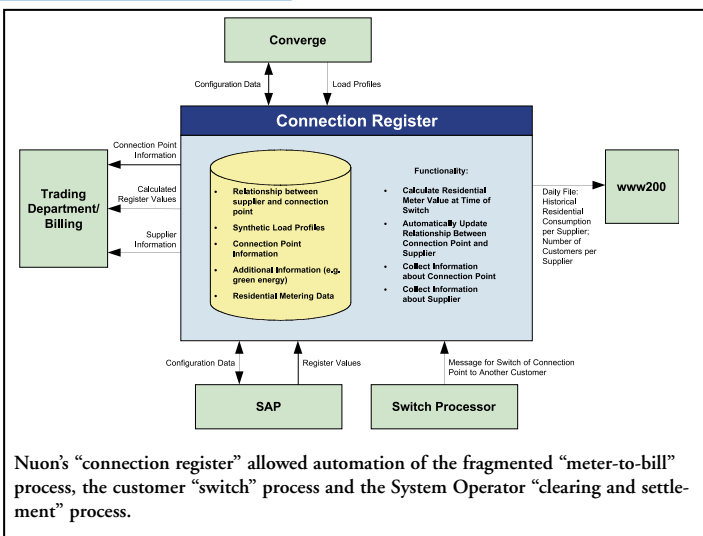 Converge
Configuration Data
Load Profiles
Connection Register
Connection Point
Information
Calculated
Register Values
Supplier
Information
Trading
Department/
Billing
• Relationship between
supplier and connection
point
• Synthetic Load Profiles
• Connection Point
Information
• Additional Information (e.g.
green energy)
• Residential Metering Data
Functionality:
• Calculate Residential
Meter Value at Time of
Switch
• Automatically Update
Relationship Between
Connection Point and
Supplier
• Collect Information
about Connection Point
• Collect Information
about Supplier
Daily File:
Historical
Residential
Consumption
per Supplier;
Number of
Customers per
Supplier
www200
Configuration Data
Register Values
Message for Switch of Connection
Point to Another Customer
SAP
Switch Processor
Nuon's “connection register” allowed automation of the fragmented “meter-to-bill”
process, the customer “switch” process and the System Operator “clearing and settle-
ment” process.